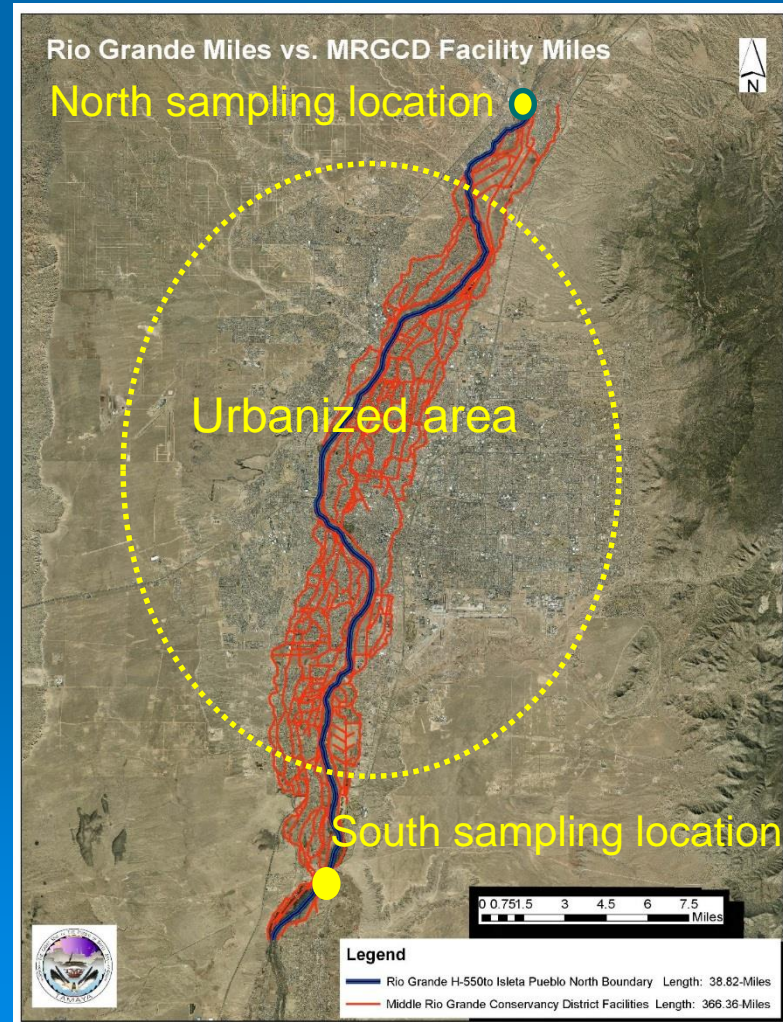 Rio Grande Miles vs. MRGCD Facility Miles
N
North sampling location
Urbanized area
South sampling location
0 0.75 1.5 3 4.5 6 7.5
Miles
Legend
Rio Grande H-550to Isleta Pueblo North Boundary Length: 38.82-Miles
Middle Rio Grande Conservancy District Facilities Length: 366.36-Miles
TAMAYA